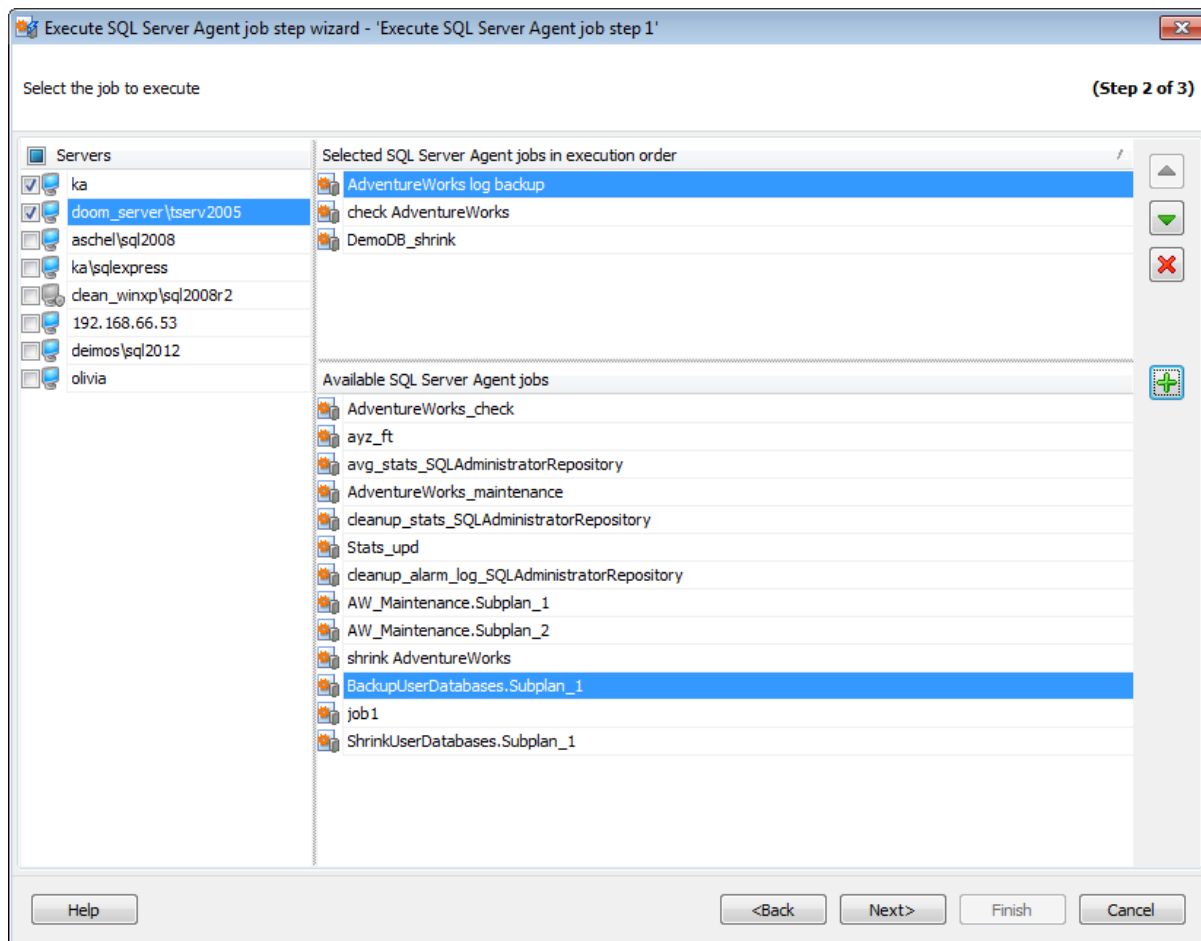 Execute SQL Server Agent job step wizard - 'Execute SQL Server Agent job step 1'
Select the job to execute
(Step 2 of 3)
Servers
ka
doom_server\tserv2005
aschel\sql2008
ka\sqlexpress
clean_winxp\sql2008r2
192.168.66.53
deimos\sql2012
olivia
Selected SQL Server Agent jobs in execution order
AdventureWorks log backup
check AdventureWorks
DemoDB_shrink
Available SQL Server Agent jobs
AdventureWorks_check
ayz_ft
avg_stats_SQLAdministratorRepository
AdventureWorks_maintenance
cleanup_stats_SQLAdministratorRepository
Stats_upd
cleanup_alarm_log_SQLAdministratorRepository
AW_Maintenance.Subplan_1
AW_Maintenance.Subplan_2
shrink AdventureWorks
BackupUserDatabases.Subplan_1
job1
ShrinkUserDatabases.Subplan_1
Help
<Back
Next>
Finish
Cancel